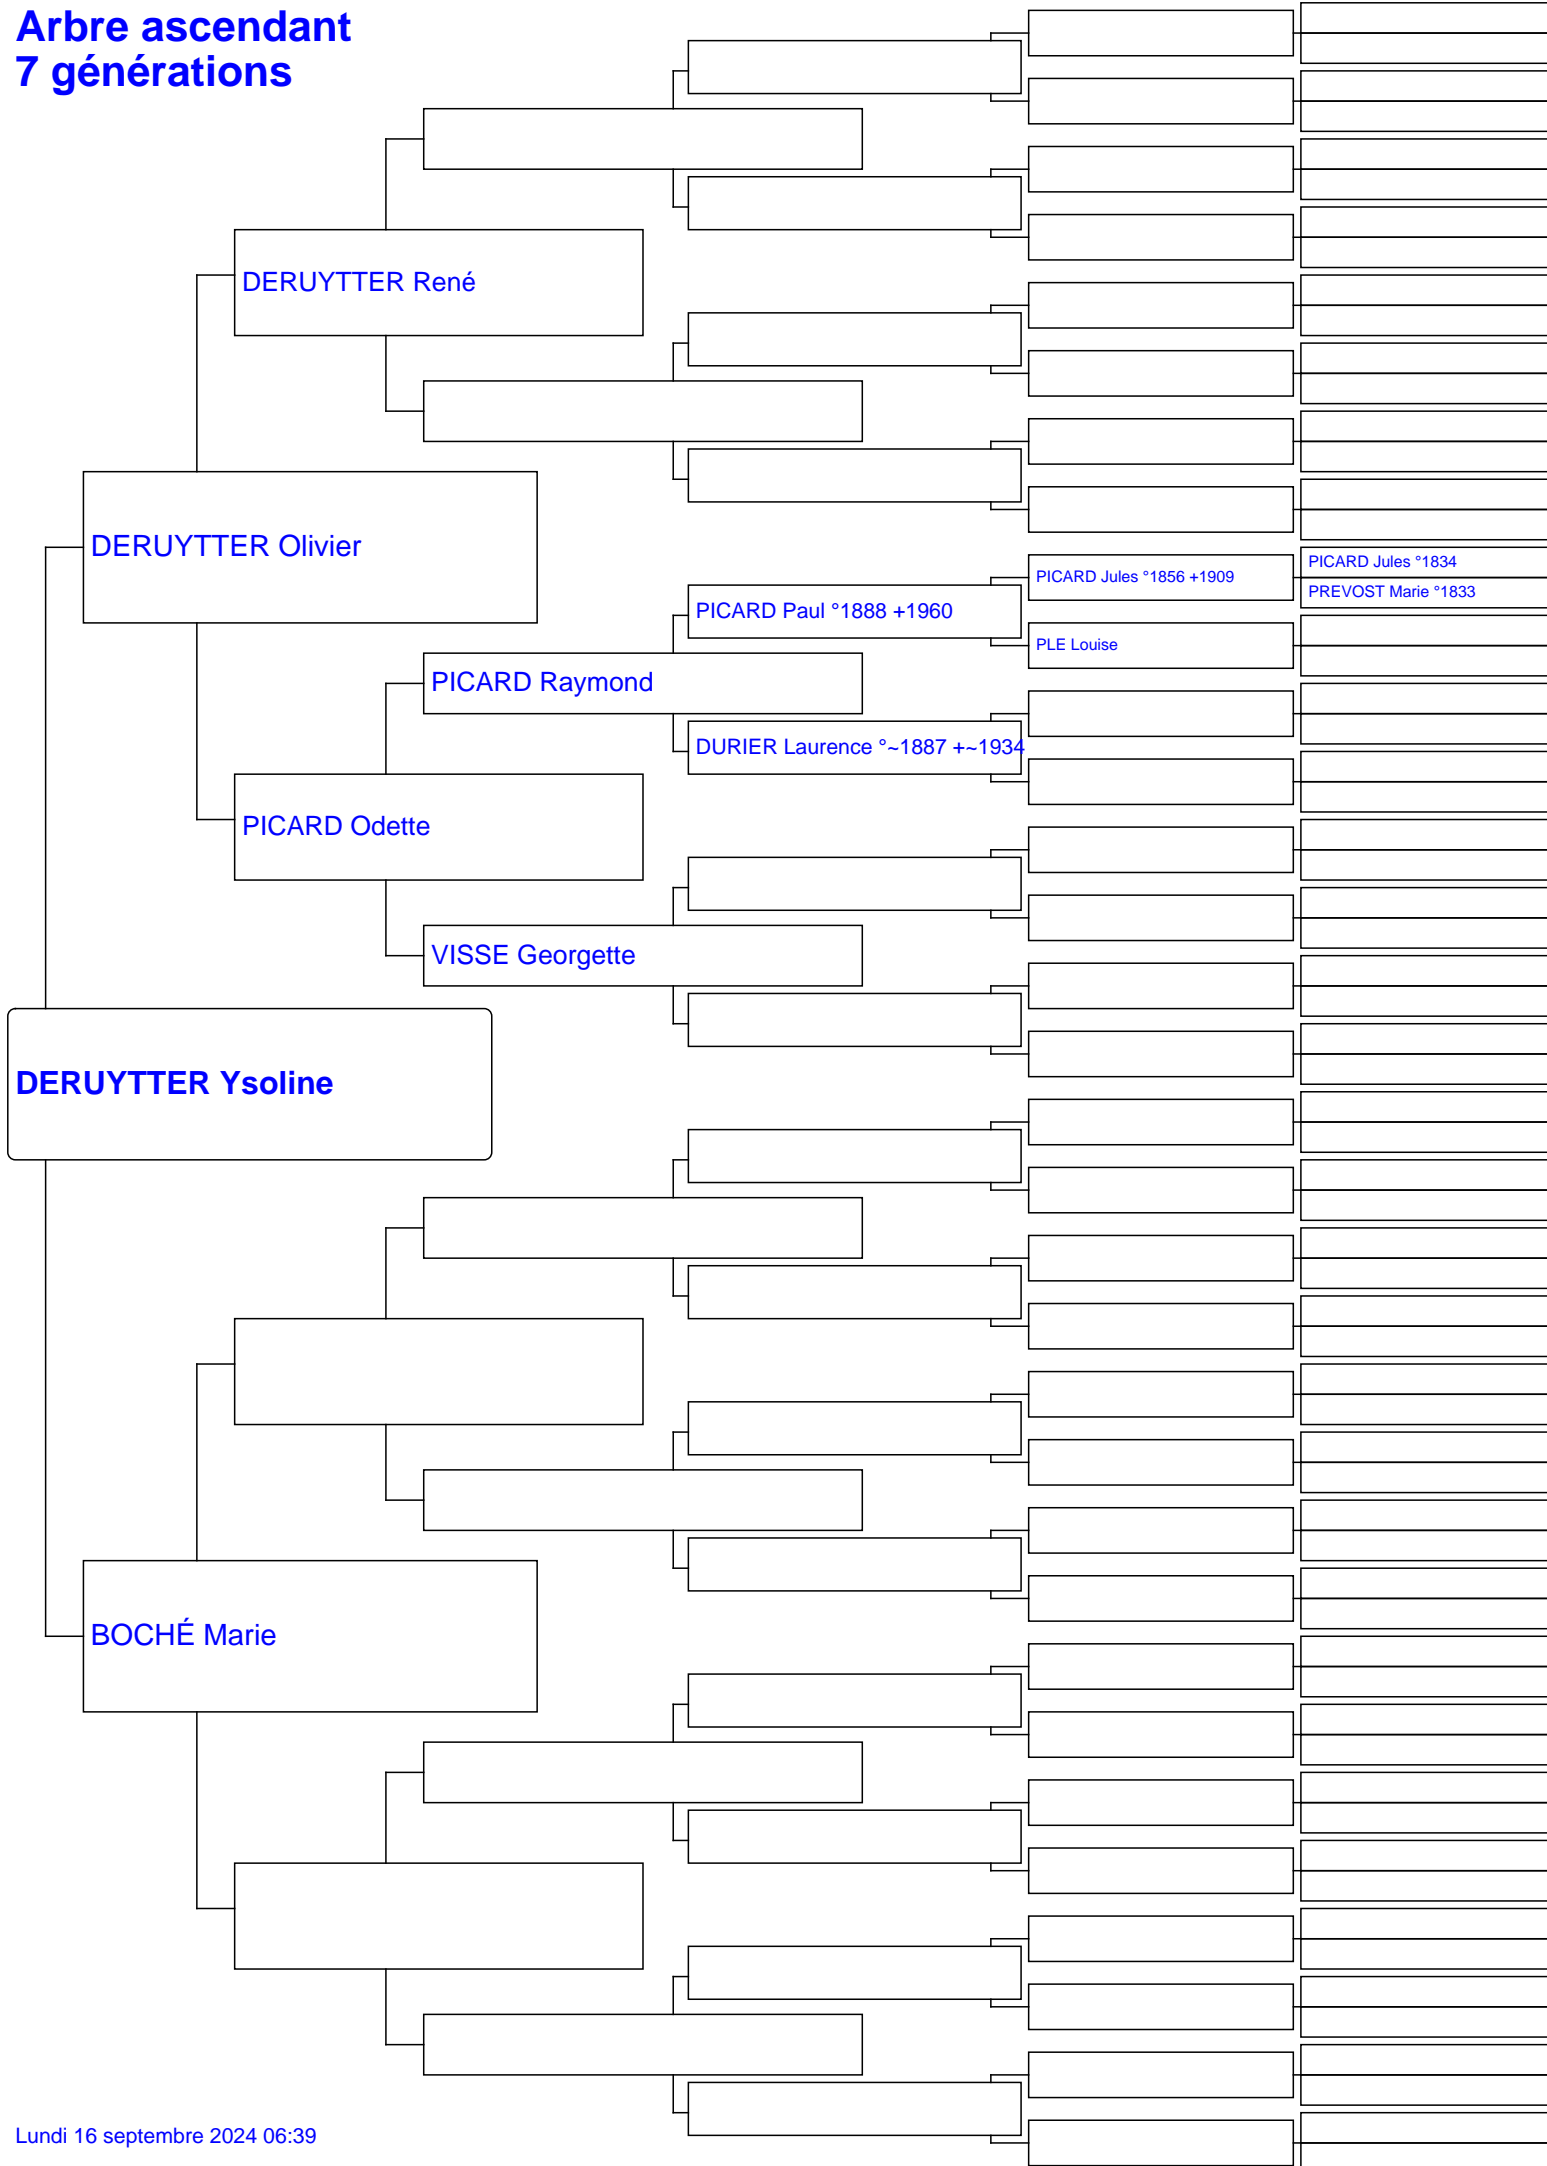 Arbre ascendant
7 générations
DERUYTTER René
DERUYTTER Olivier
PICARD Jules °1834
PICARD Jules °1856 +1909
PREVOST Marie °1833
PICARD Paul °1888 +1960
PLE Louise
PICARD Raymond
DURIER Laurence °~1887 +~1934
PICARD Odette
VISSE Georgette
DERUYTTER Ysoline
BOCHÉ Marie
Lundi 16 septembre 2024 06:39